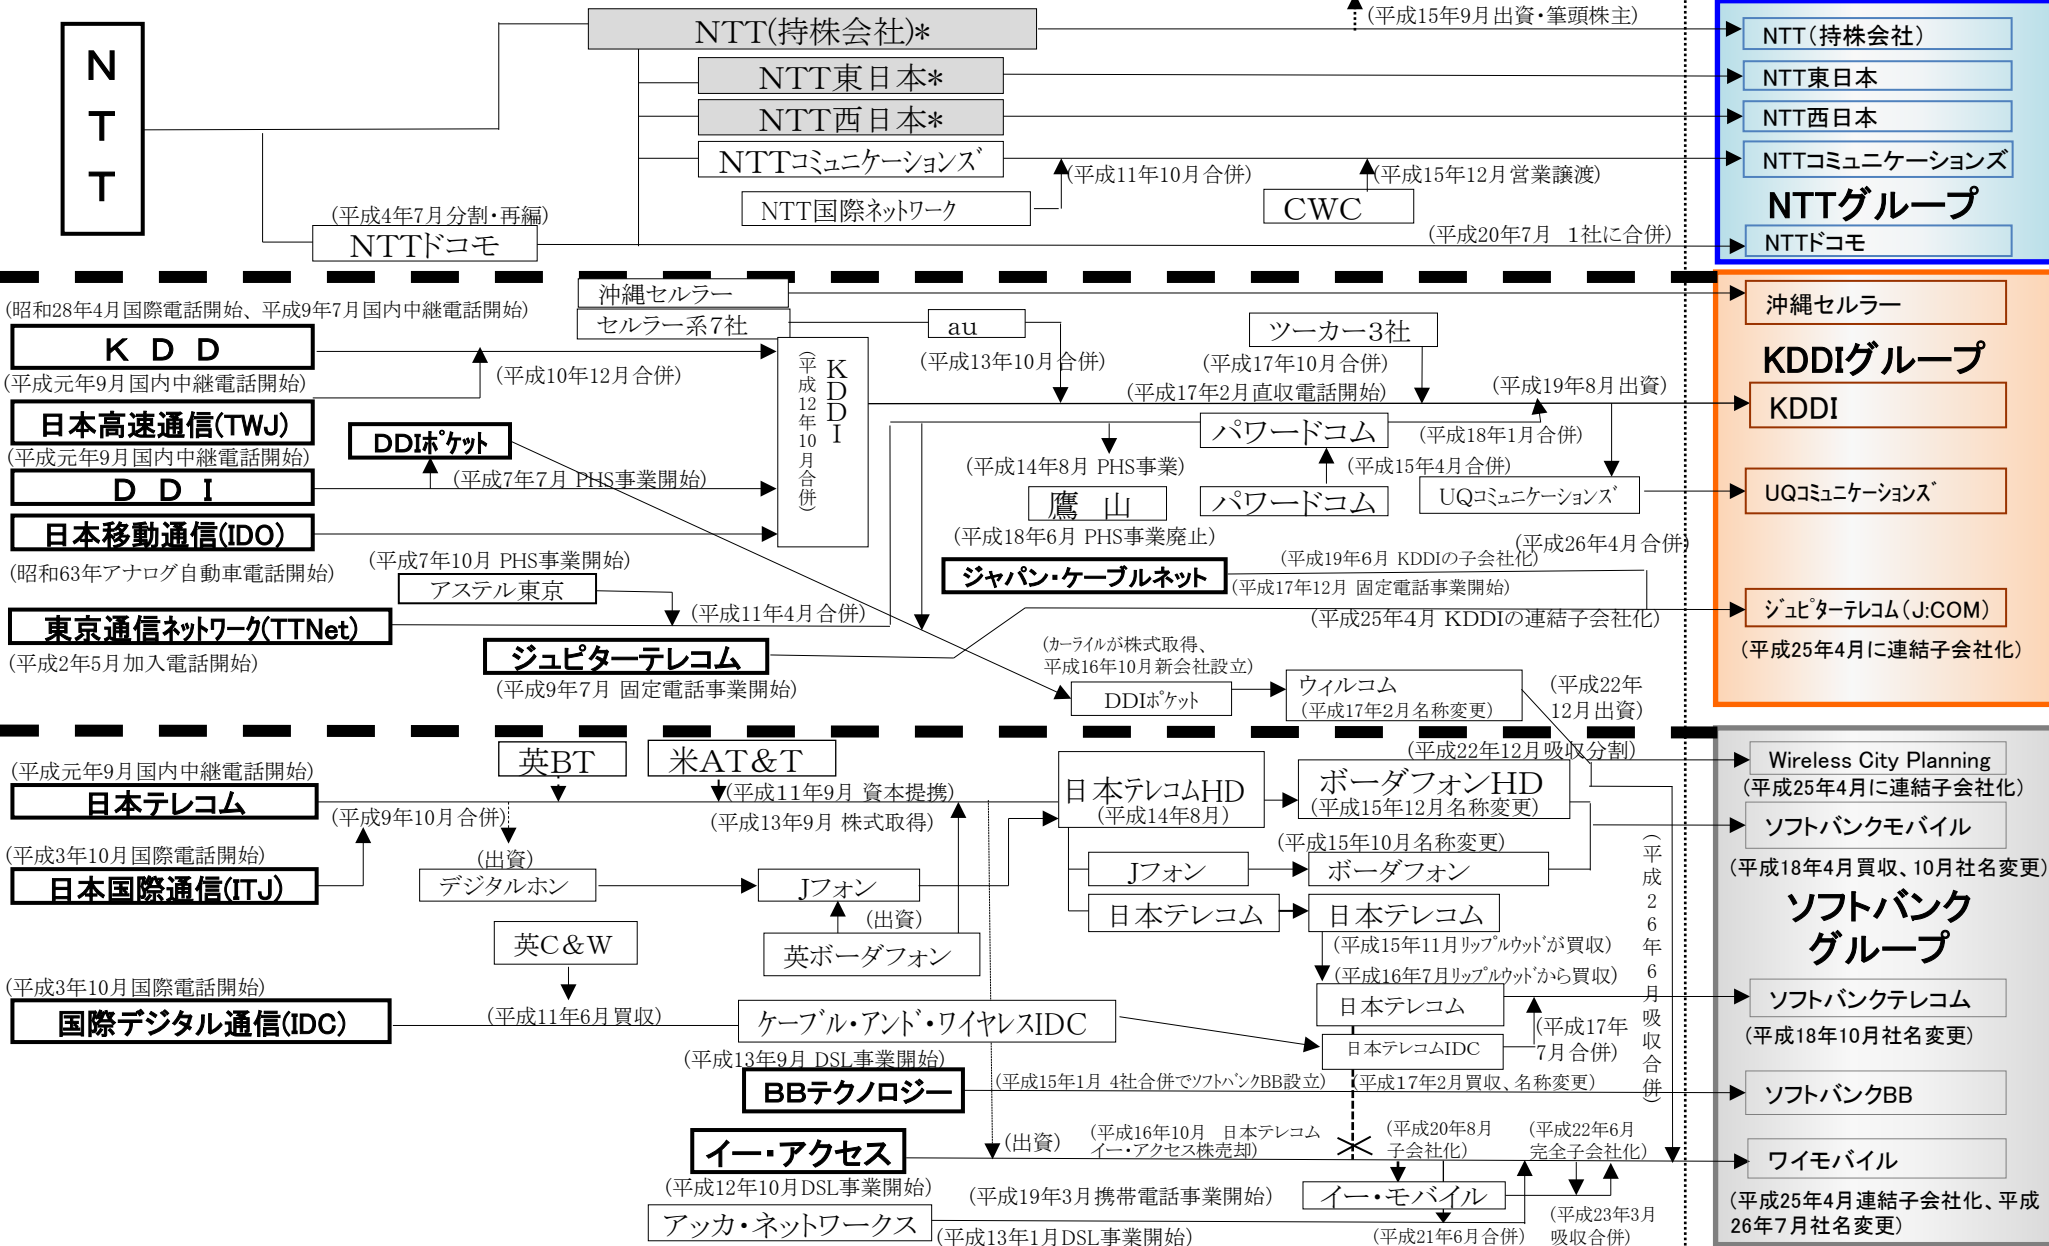 NTT
NTT(持株会社)*
(平成15年9月出資・筆頭株主)
NTT(持株会社)
NTT東日本*
NTT東日本
NTT西日本*
NTT西日本
NTTコミュニケーションズ
NTTコミュニケーションズ
(平成11年10月合併)
(平成15年12月営業譲渡)
NTT国際ネットワーク
CWC
NTTグループ
(平成4年7月分割・再編)
NTTドコモ
(平成20年7月 1社に合併)
NTTドコモ
(昭和28年4月国際電話開始、平成9年7月国内中継電話開始)
沖縄セルラー
沖縄セルラー
セルラー系7社
au
ツーカー3社
KDD
(平成13年10月合併)
(平成17年10月合併)
KDDIグループ
(平成元年9月国内中継電話開始)
(平成10年12月合併)
KDDI
(平成12年10月合併)
(平成17年2月直収電話開始)
(平成19年8月出資)
KDDI
日本高速通信(TWJ)
DDIポケット
パワードコム
(平成18年1月合併)
(平成元年9月国内中継電話開始)
(平成7年7月 PHS事業開始)
(平成14年8月 PHS事業)
(平成15年4月合併)
DDI
鷹山
パワードコム
UQコミュニケーションズ
UQコミュニケーションズ
日本移動通信(IDO)
(平成18年6月 PHS事業廃止)
(平成26年4月合併)
(昭和63年アナログ自動車電話開始)
(平成7年10月 PHS事業開始)
(平成19年6月 KDDIの子会社化)
ジャパン・ケーブルネット
(平成17年12月 固定電話事業開始)
アステル東京
(平成11年4月合併)
(平成25年4月 KDDIの連結子会社化)
ジュピターテレコム(J:COM)
東京通信ネットワーク(TTNet)
(平成2年5月加入電話開始)
ジュピターテレコム
(平成9年7月 固定電話事業開始)
(カーライルが株式取得、
平成16年10月新会社設立)
(平成25年4月に連結子会社化)
DDIポケット
ウィルコム
(平成17年2月名称変更)
(平成22年
12月出資)
英BT
米AT&T
(平成22年12月吸収分割)
Wireless City Planning
(平成25年4月に連結子会社化)
(平成元年9月国内中継電話開始)
日本テレコム
(平成9年10月合併)
(平成11年9月 資本提携)
(平成13年9月 株式取得)
日本テレコムHD
(平成14年8月)
ボーダフォンHD
(平成15年12月名称変更)
ソフトバンクモバイル
(平成18年4月買収、10月社名変更)
(平成3年10月国際電話開始)
日本国際通信(ITJ)
(出資)
デジタルホン
Jフォン
(平成15年10月名称変更)
Jフォン
ボーダフォン
(平成26年6月吸収合併)
ソフトバンク
グループ
英C&W
(出資)
英ボーダフォン
日本テレコム
日本テレコム
(平成15年11月リップルウッドが買収)
(平成16年7月リップルウッドから買収)
(平成3年10月国際電話開始)
国際デジタル通信(IDC)
(平成11年6月買収)
ケーブル・アンド・ワイヤレスIDC
日本テレコム
ソフトバンクテレコム
(平成18年10月社名変更)
日本テレコムIDC
(平成17年
7月合併)
(平成13年9月 DSL事業開始)
BBテクノロジー
(平成15年1月 4社合併でソフトバンクBB設立)
(平成17年2月買収、名称変更)
ソフトバンクBB
イー・アクセス
(出資)
(平成16年10月 日本テレコム
イー・アクセス株売却)
(平成20年8月
子会社化)
(平成22年6月
完全子会社化)
ワイモバイル
(平成12年10月DSL事業開始)
(平成19年3月携帯電話事業開始)
イー・モバイル
(平成25年4月連結子会社化、平成
26年7月社名変更)
アッカ・ネットワークス
(平成13年1月DSL事業開始)
(平成21年6月合併)
(平成23年3月
吸収合併)